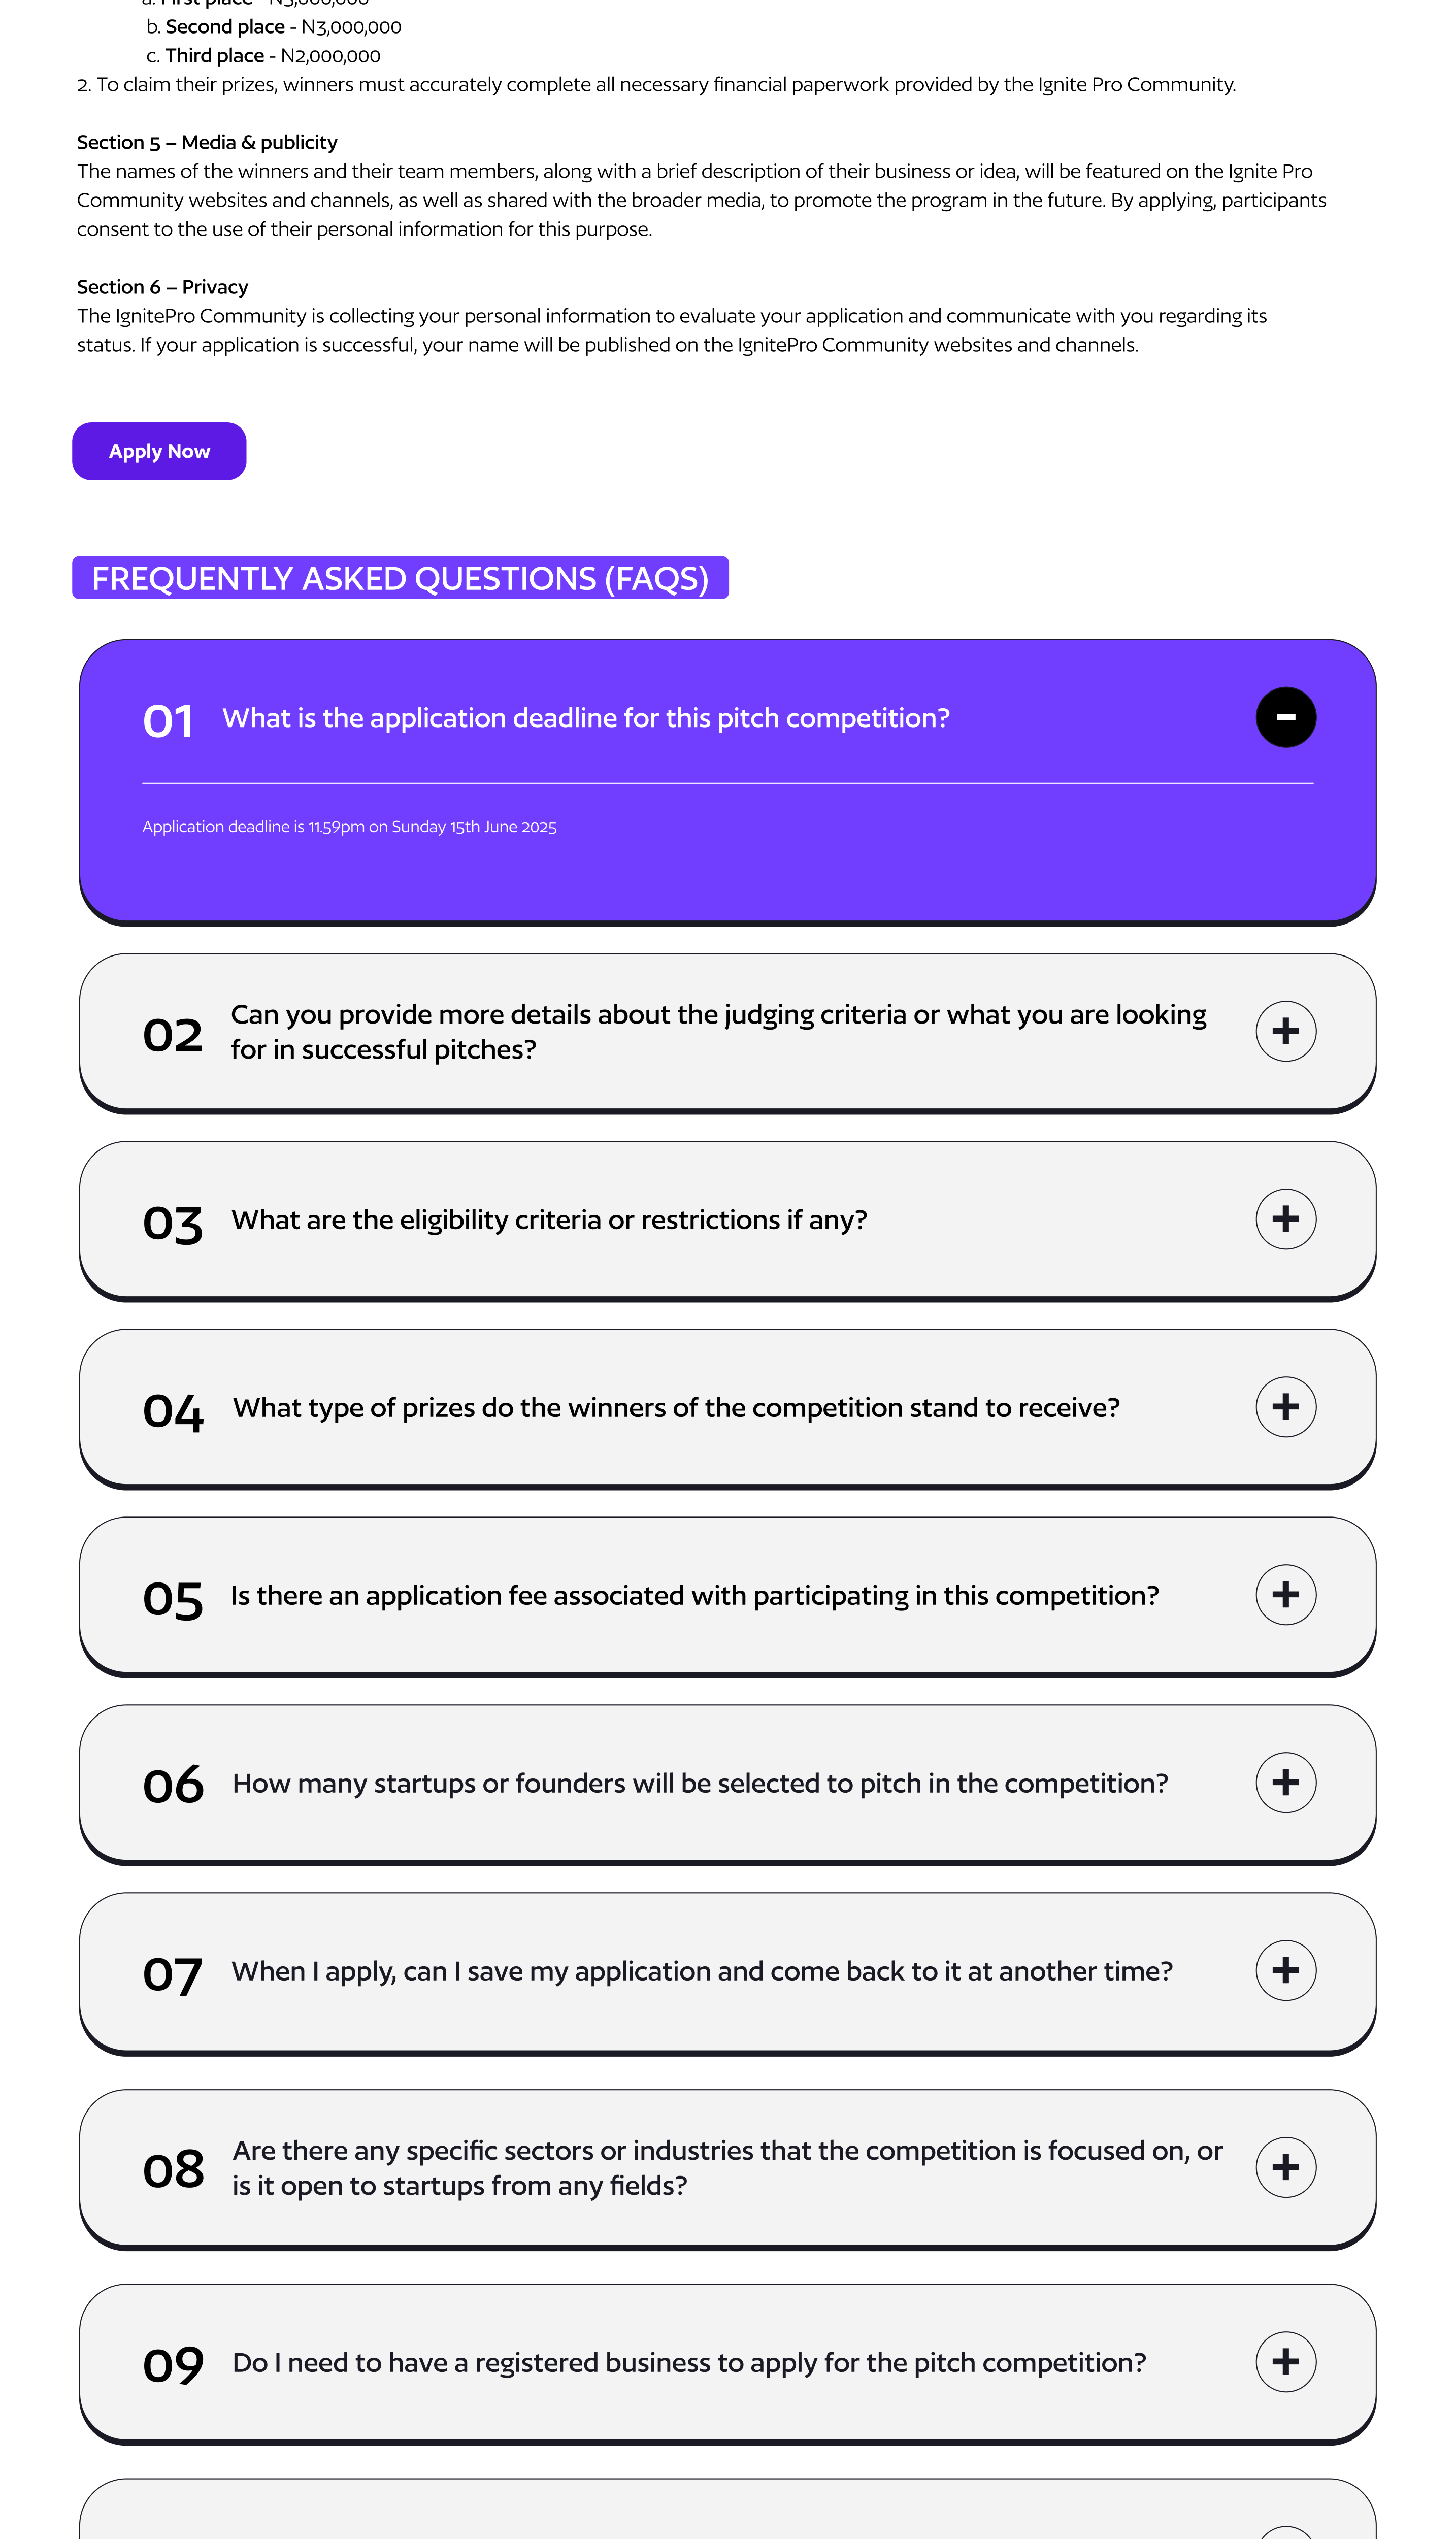 a. First place - N5,000,000
b. Second place - N3,000,000
c. Third place - N2,000,000
2. To claim their prizes, winners must accurately complete all necessary financial paperwork provided by the Ignite Pro Community.
Section 5 – Media & publicity
The names of the winners and their team members, along with a brief description of their business or idea, will be featured on the Ignite Pro
Community websites and channels, as well as shared with the broader media, to promote the program in the future. By applying, participants
consent to the use of their personal information for this purpose.
Section 6 – Privacy
The IgnitePro Community is collecting your personal information to evaluate your application and communicate with you regarding its
status. If your application is successful, your name will be published on the IgnitePro Community websites and channels.
Apply Now
FREQUENTLY ASKED QUESTIONS (FAQS)
01 What is the application deadline for this pitch competition?
Application deadline is 11.59pm on Sunday 15th June 2025
02 Can you provide more details about the judging criteria or what you are looking
for in successful pitches?
03 What are the eligibility criteria or restrictions if any?
04 What type of prizes do the winners of the competition stand to receive?
05 Is there an application fee associated with participating in this competition?
06 How many startups or founders will be selected to pitch in the competition?
07 When I apply, can I save my application and come back to it at another time?
08 Are there any specific sectors or industries that the competition is focused on, or
is it open to startups from any fields?
09 Do I need to have a registered business to apply for the pitch competition?